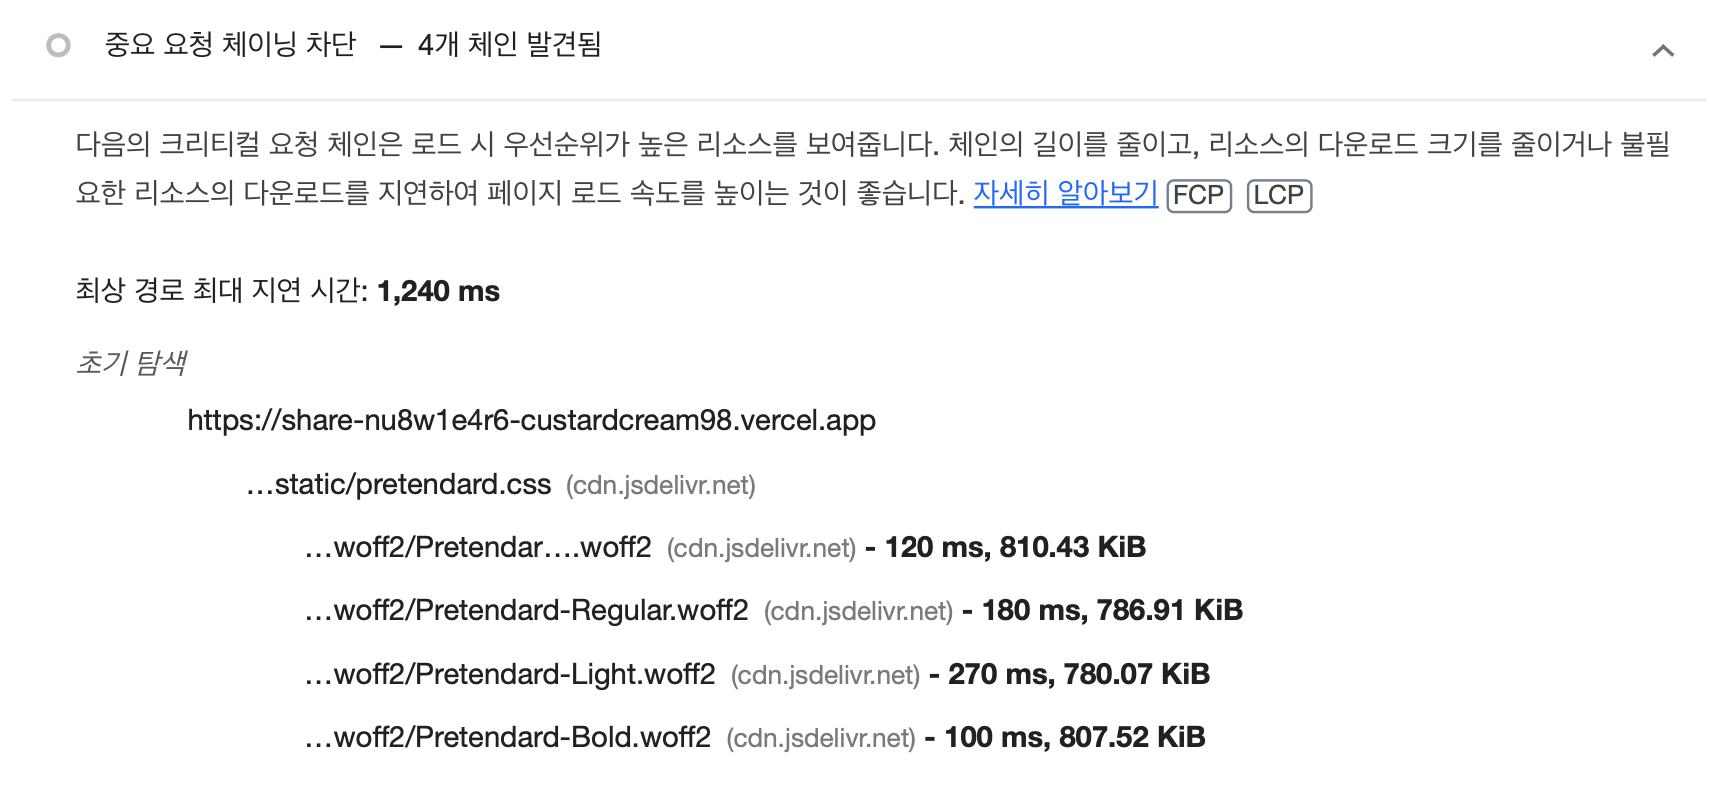 중요 요청 체이닝 차단 — 4개 체인 발견됨
다음의 크리티컬 요청 체인은 로드 시 우선순위가 높은 리소스를 보여줍니다. 체인의 길이를 줄이고, 리소스의 다운로드 크기를 줄이거나 불필
요한 리소스의 다운로드를 지연하여 페이지 로드 속도를 높이는 것이 좋습니다. 자세히 알아보기 FCP LCP
최상 경로 최대 지연 시간: 1,240 ms
초기 탐색
https://share-nu8w1e4r6-custardcream98.vercel.app
…static/pretendard.css (cdn.jsdelivr.net)
…woff2/Pretendar….woff2 (cdn.jsdelivr.net) - 120 ms, 810.43 KiB
…woff2/Pretendard-Regular.woff2 (cdn.jsdelivr.net) - 180 ms, 786.91 KiB
…woff2/Pretendard-Light.woff2 (cdn.jsdelivr.net) - 270 ms, 780.07 KiB
…woff2/Pretendard-Bold.woff2 (cdn.jsdelivr.net) - 100 ms, 807.52 KiB